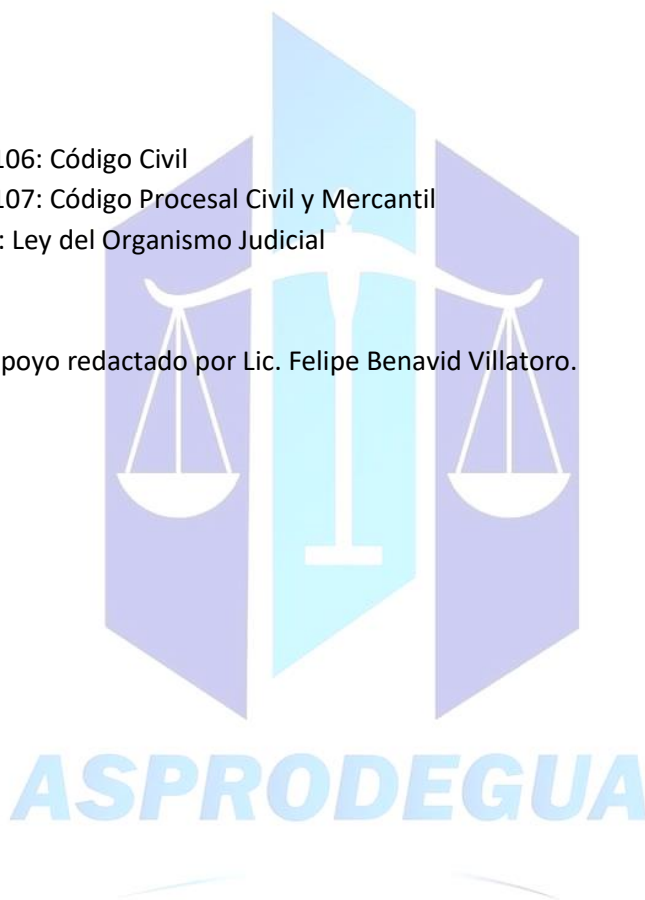 106: Código Civil
107: Código Procesal Civil y Mercantil
: Ley del Organismo Judicial
poyo redactado por Lic. Felipe Benavid Villatoro.
ASPRODEGUA